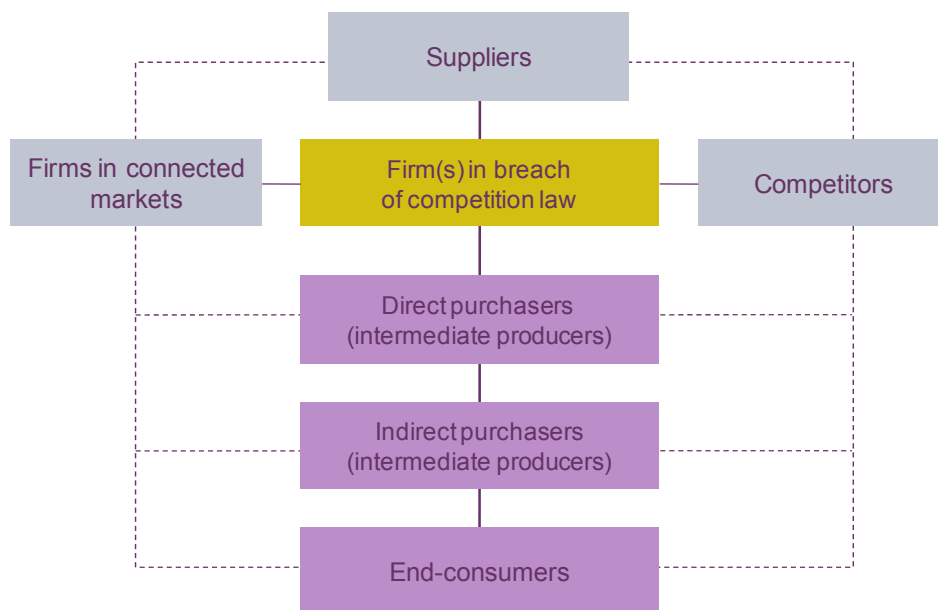 Suppliers
Firms in connected
markets
Firm(s) in breach
of competition law
Competitors
Direct purchasers
(intermediate producers)
Indirect purchasers
(intermediate producers)
End-consumers